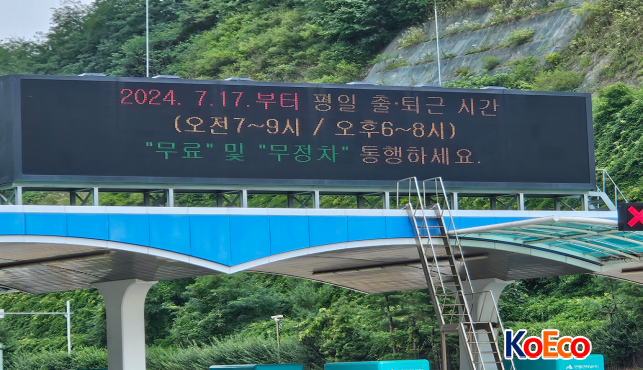 2024. 7.17.부터 평일 출·퇴근 시간
(오전7~9시 / 오후6~8시)
"무료" 및 "무정차" 통행하세요.
KoEco